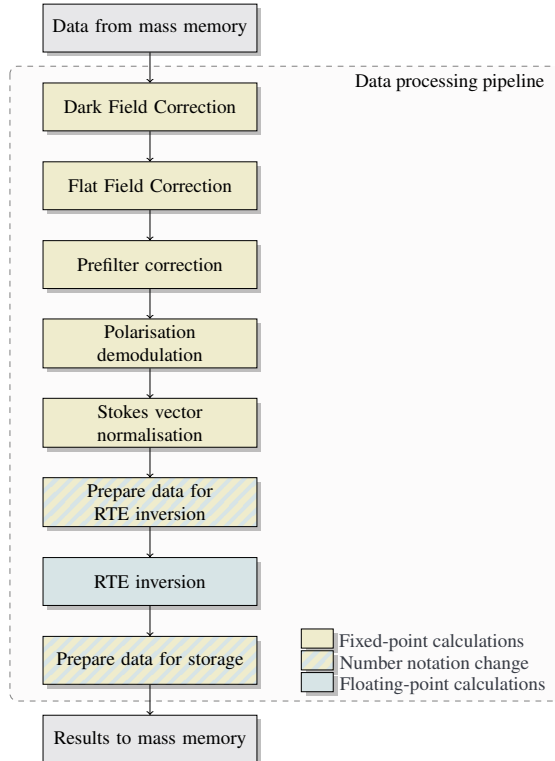 Data from mass memory
Data processing pipeline
Dark Field Correction
Flat Field Correction
Prefilter correction
Polarisation
demodulation
Stokes vector
normalisation
Prepare data for
RTE inversion
RTE inversion
Prepare data for storage
Fixed-point calculations
Number notation change
Floating-point calculations
Results to mass memory